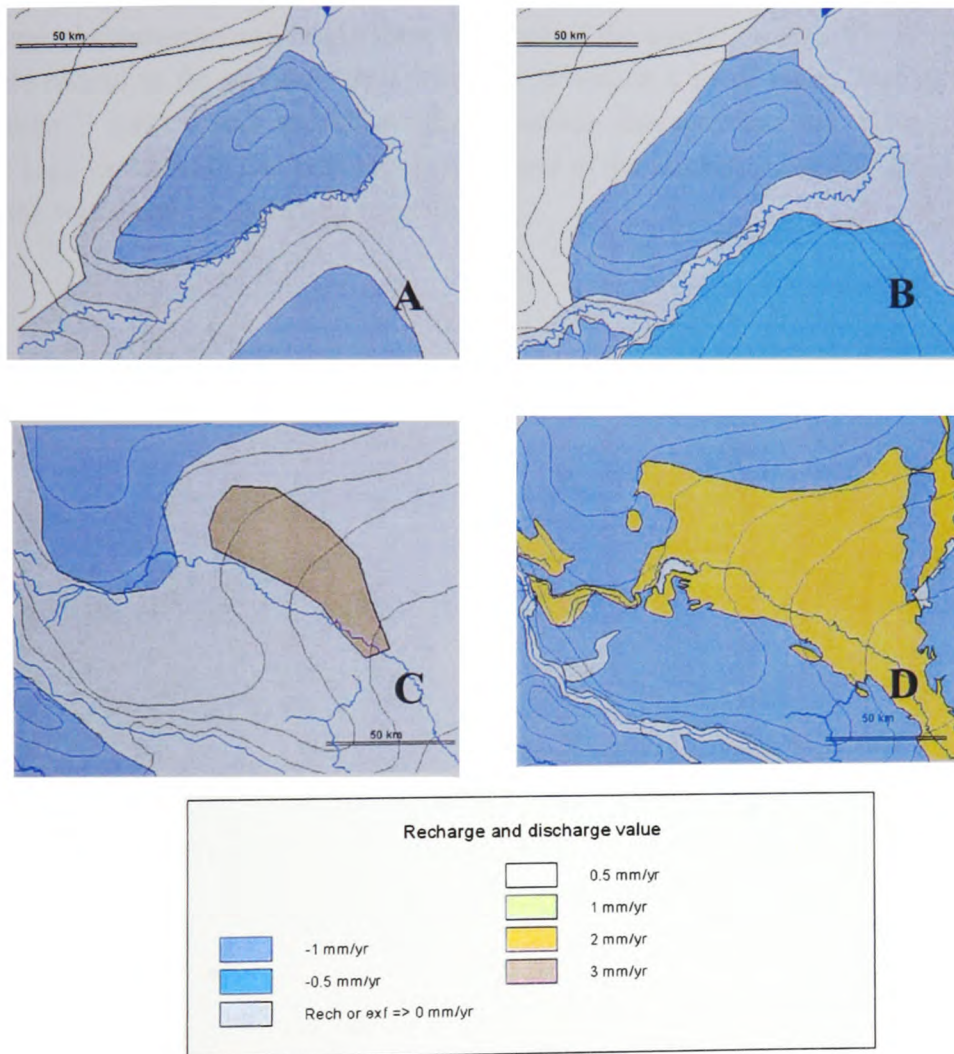 50 km
50 km
A
B
C
D
50 km
50 km
Recharge and discharge value
0.5 mm/yr
1 mm/yr
2 mm/yr
3 mm/yr
-1 mm/yr
-0.5 mm/yr
Rech or exf => 0 mm/yr